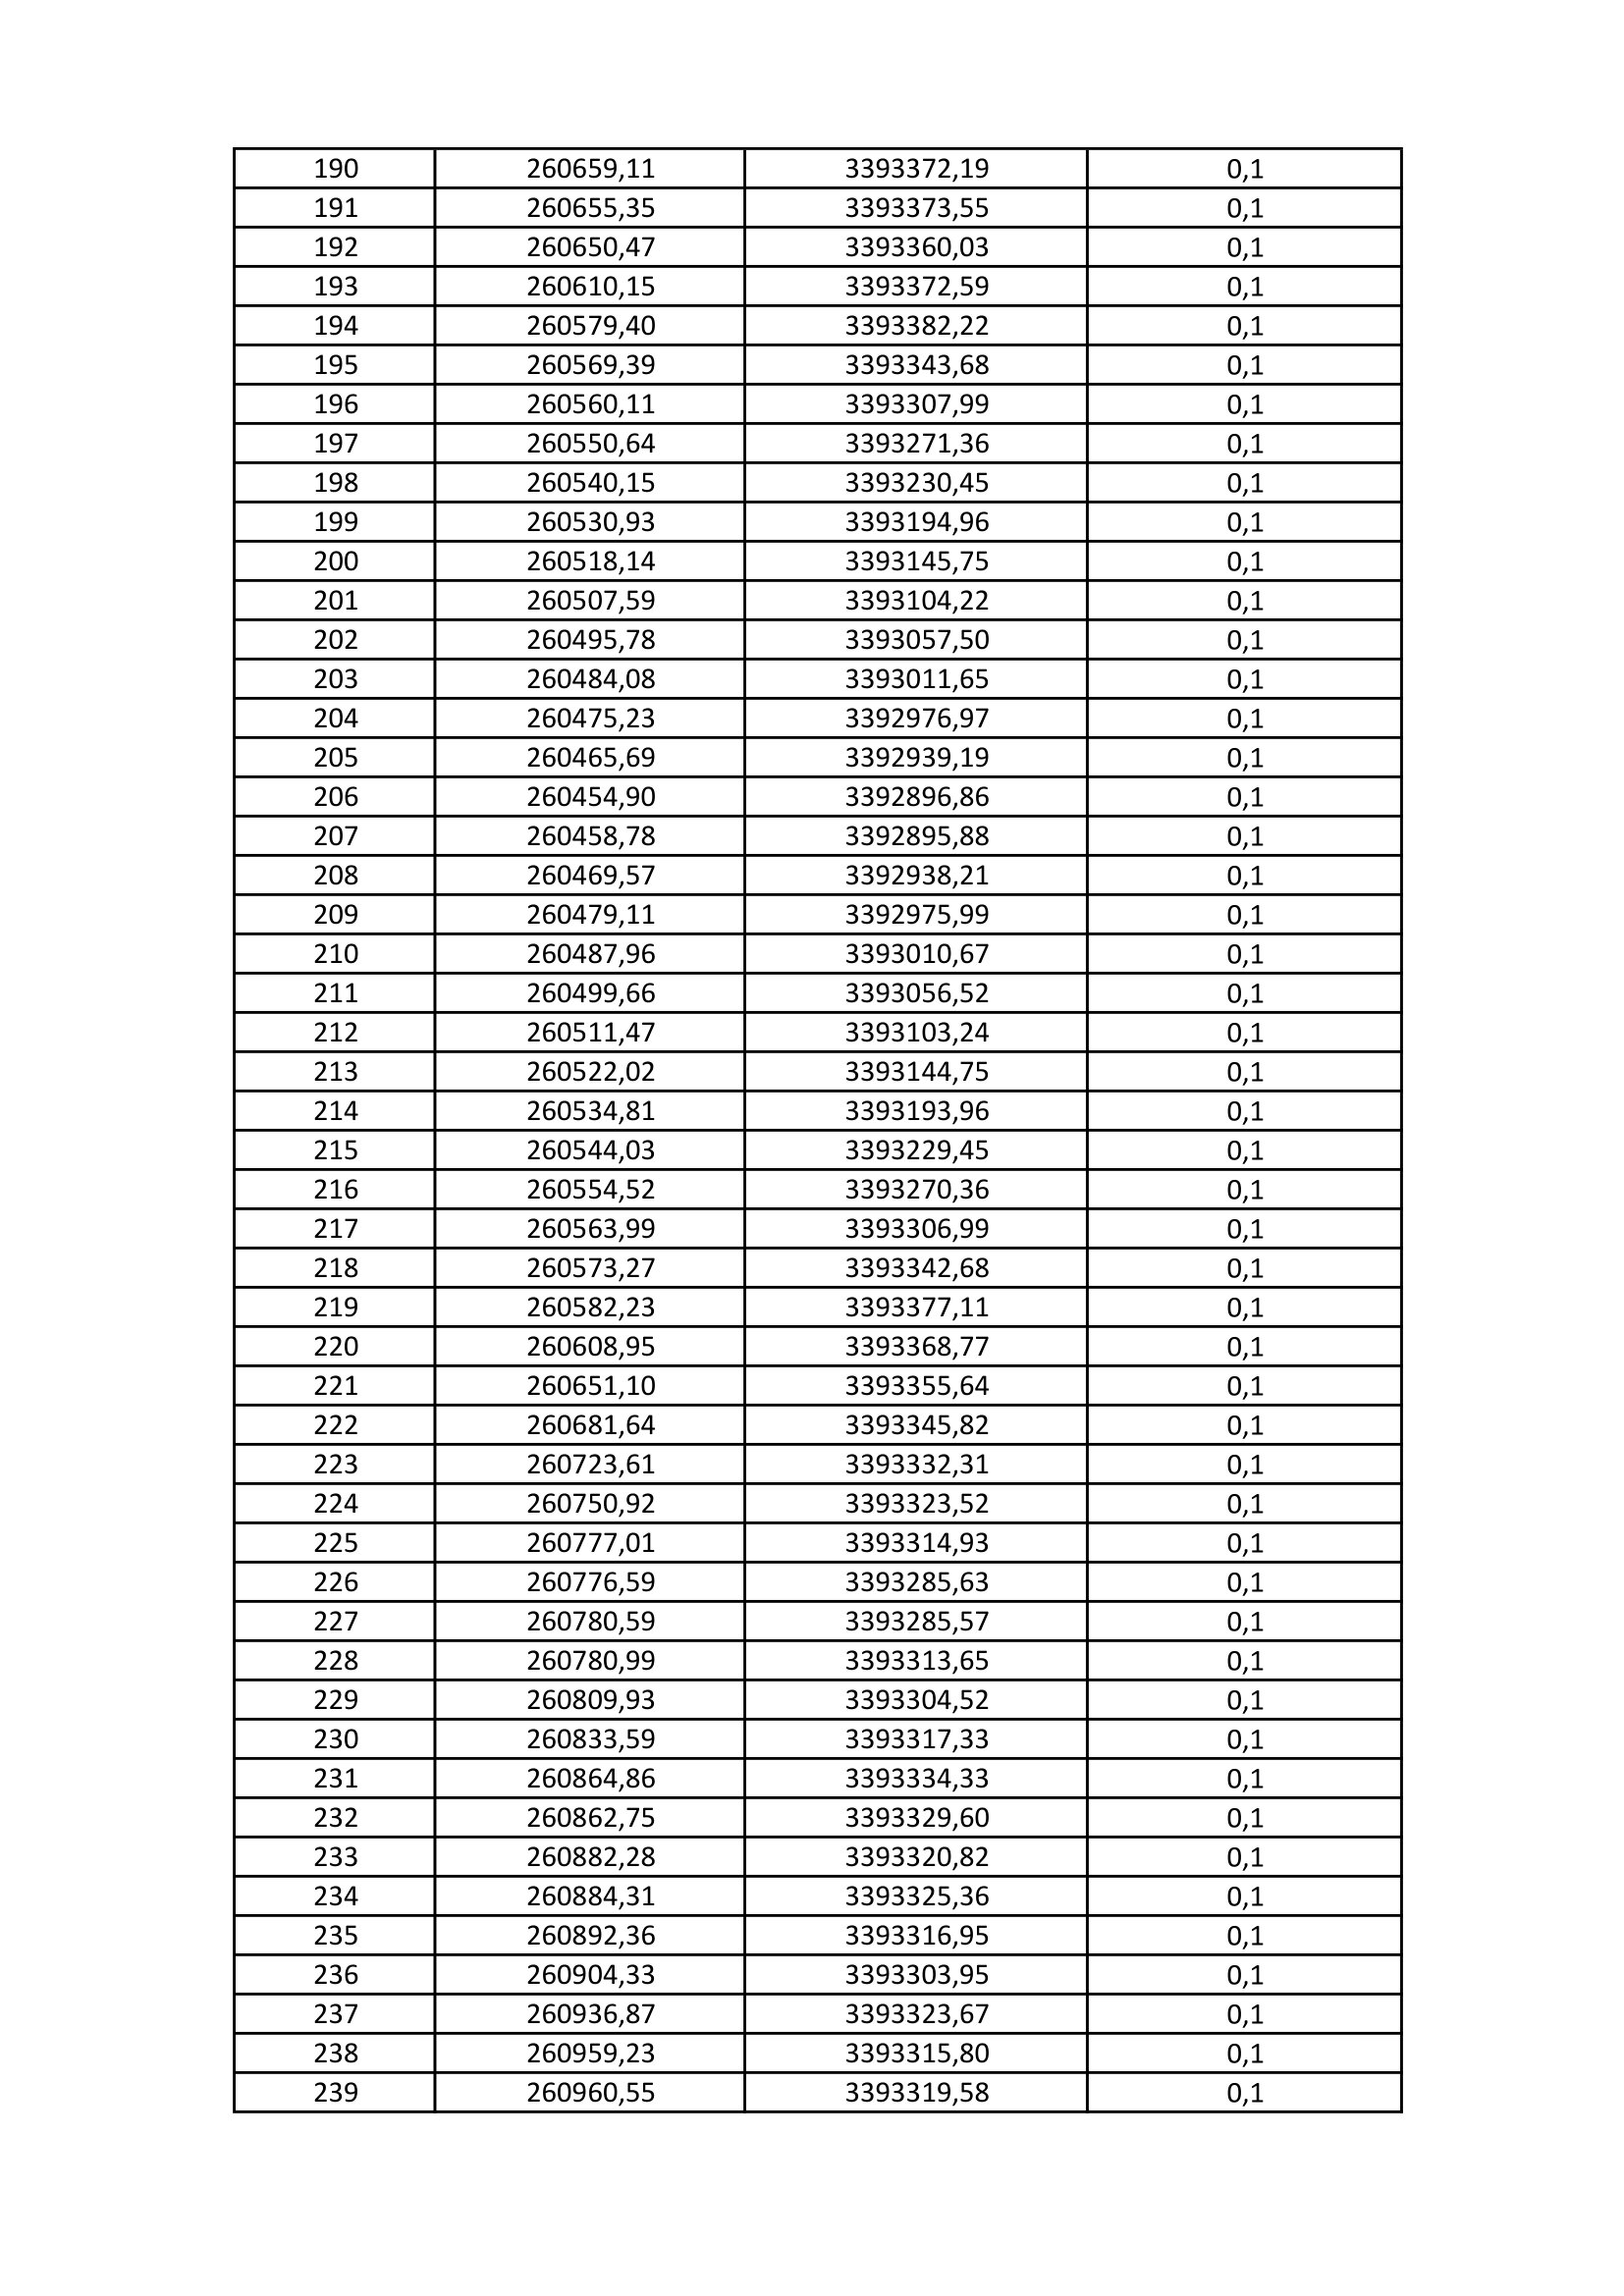 190 260659,11 3393372,19 0,1
191 260655,35 3393373,55 0,1
192 260650,47 3393360,03 0,1
193 260610,15 3393372,59 0,1
194 260579,40 3393382,22 0,1
195 260569,39 3393343,68 0,1
196 260560,11 3393307,99 0,1
197 260550,64 3393271,36 0,1
198 260540,15 3393230,45 0,1
199 260530,93 3393194,96 0,1
200 260518,14 3393145,75 0,1
201 260507,59 3393104,22 0,1
202 260495,78 3393057,50 0,1
203 260484,08 3393011,65 0,1
204 260475,23 3392976,97 0,1
205 260465,69 3392939,19 0,1
206 260454,90 3392896,86 0,1
207 260458,78 3392895,88 0,1
208 260469,57 3392938,21 0,1
209 260479,11 3392975,99 0,1
210 260487,96 3393010,67 0,1
211 260499,66 3393056,52 0,1
212 260511,47 3393103,24 0,1
213 260522,02 3393144,75 0,1
214 260534,81 3393193,96 0,1
215 260544,03 3393229,45 0,1
216 260554,52 3393270,36 0,1
217 260563,99 3393306,99 0,1
218 260573,27 3393342,68 0,1
219 260582,23 3393377,11 0,1
220 260608,95 3393368,77 0,1
221 260651,10 3393355,64 0,1
222 260681,64 3393345,82 0,1
223 260723,61 3393332,31 0,1
224 260750,92 3393323,52 0,1
225 260777,01 3393314,93 0,1
226 260776,59 3393285,63 0,1
227 260780,59 3393285,57 0,1
228 260780,99 3393313,65 0,1
229 260809,93 3393304,52 0,1
230 260833,59 3393317,33 0,1
231 260864,86 3393334,33 0,1
232 260862,75 3393329,60 0,1
233 260882,28 3393320,82 0,1
234 260884,31 3393325,36 0,1
235 260892,36 3393316,95 0,1
236 260904,33 3393303,95 0,1
237 260936,87 3393323,67 0,1
238 260959,23 3393315,80 0,1
239 260960,55 3393319,58 0,1